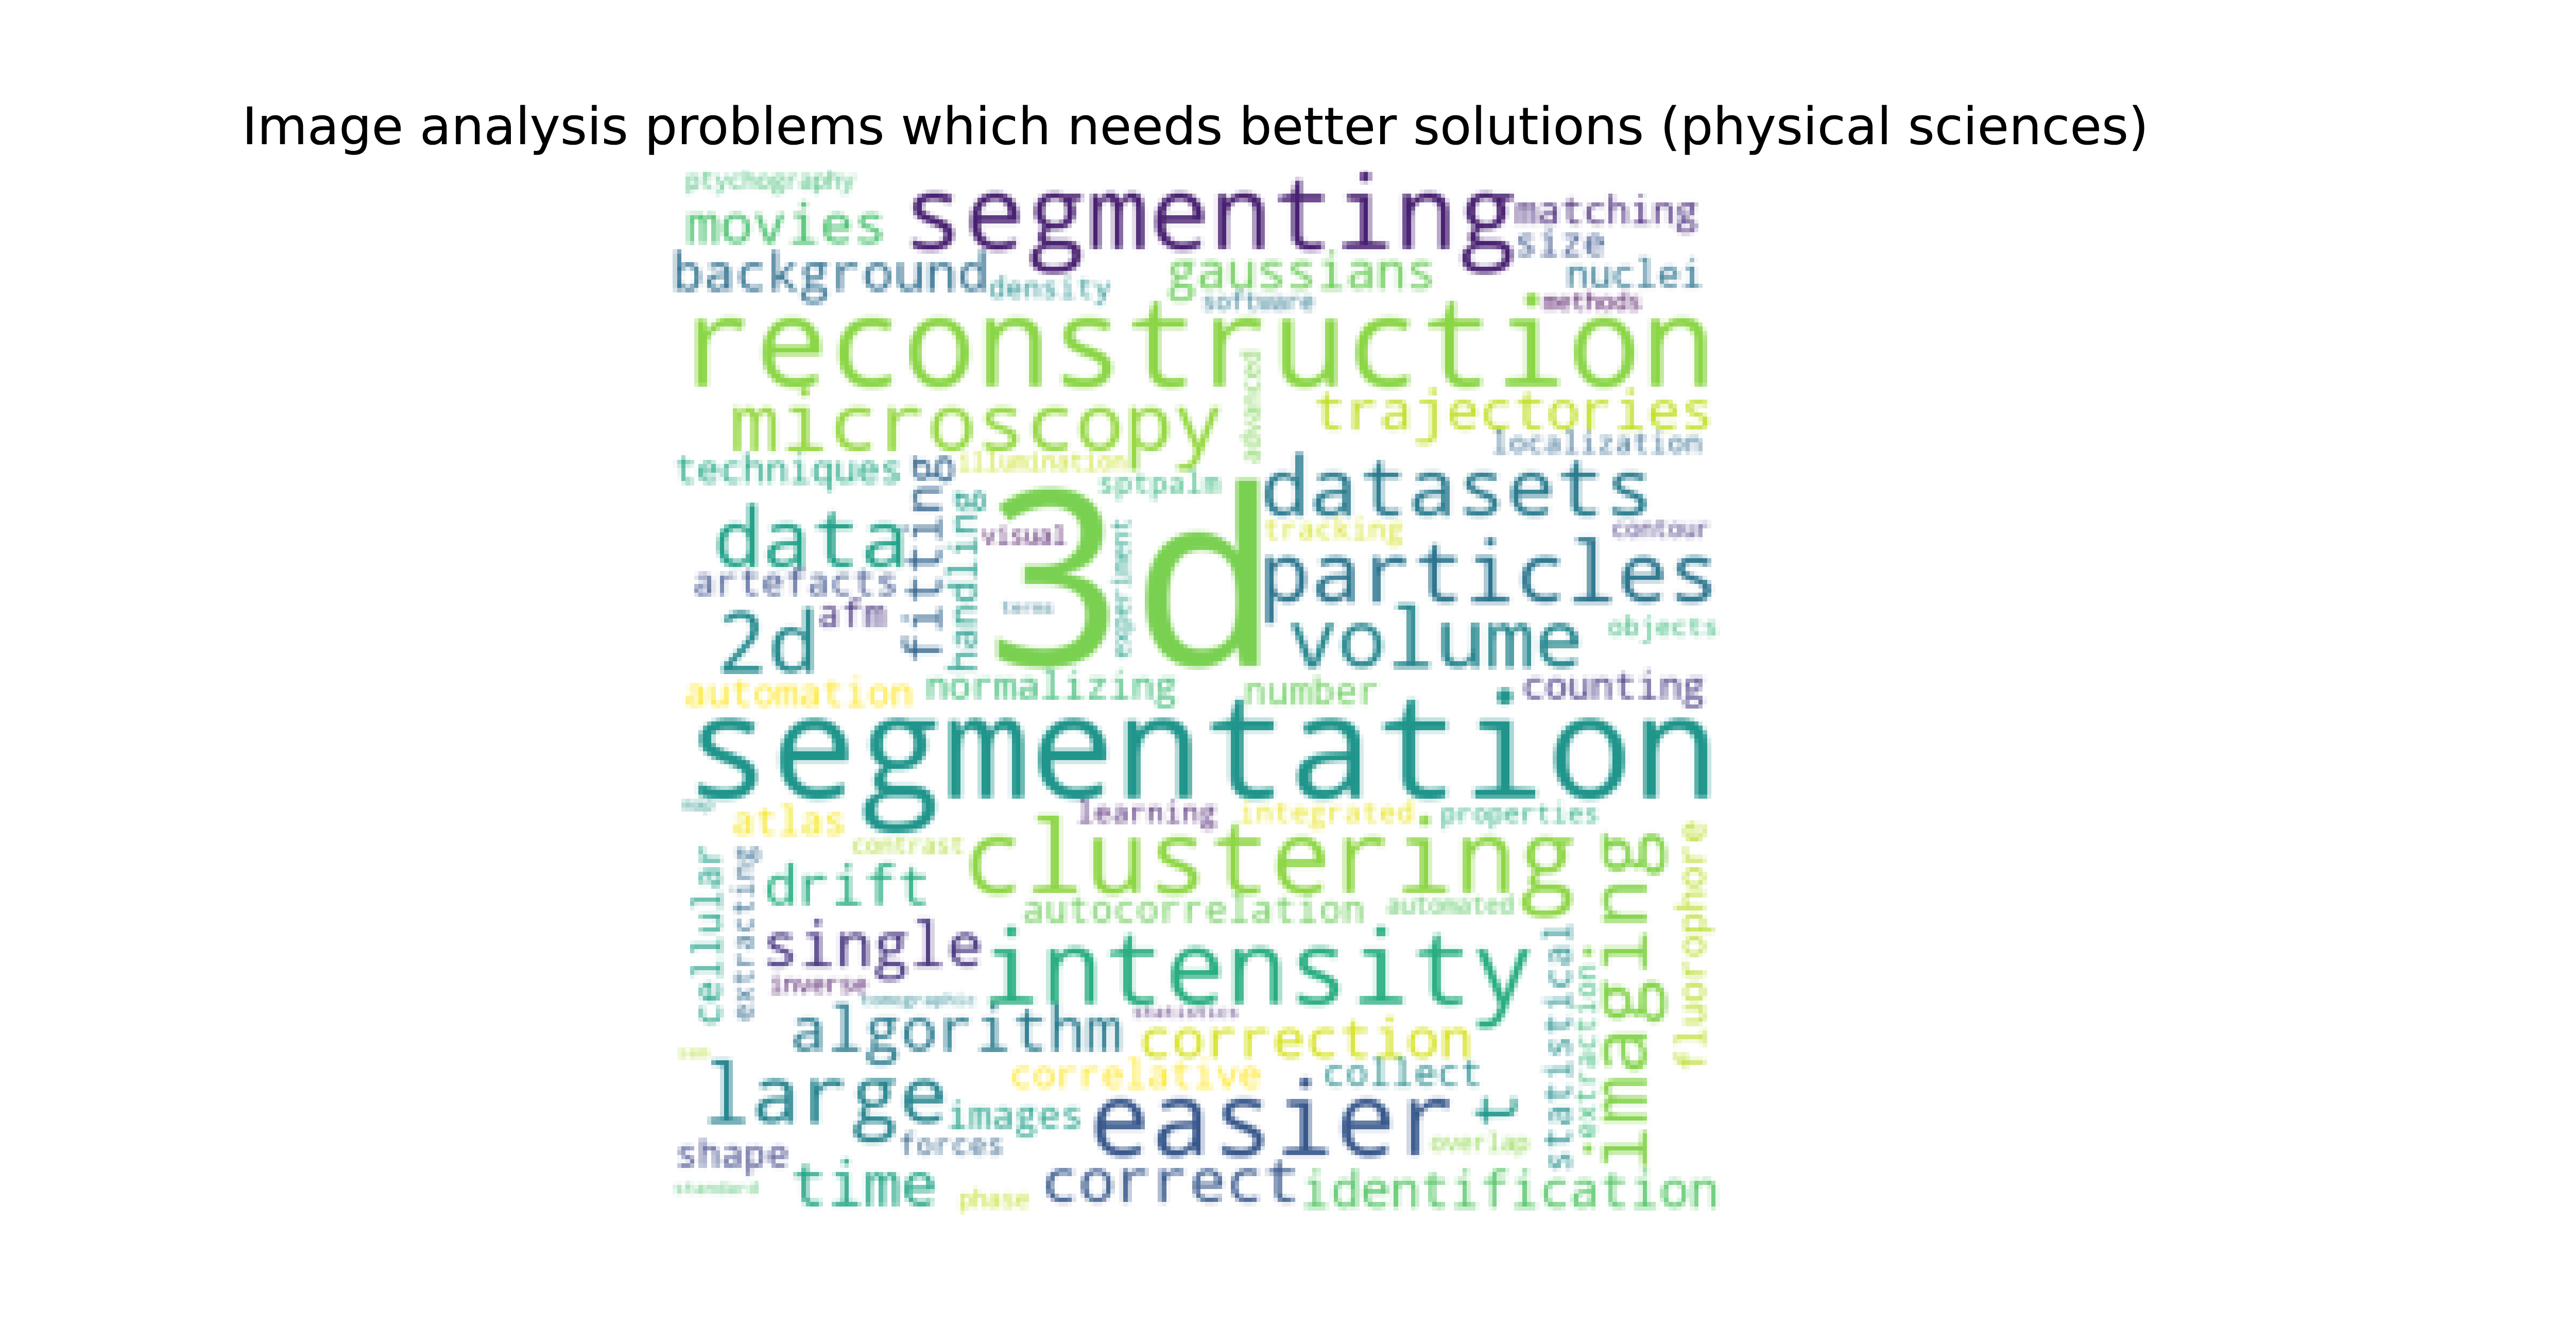 Image analysis problems which needs better solutions (physical sciences)
ptychography
segmenting
matching
movies
size
background
density
gaussians
nuclei
software
methods
reconstruction
advanced
microscopy
trajectories
localization
techniques
fitting
illumination
sptpalm
datasets
data
handling
visual
3d
experiment
tracking
contour
particles
artefacts
afm
terms
2d
volume
objects
automation
normalizing
number
counting
segmentation
atlas
learning
integrated
properties
contrast
clustering
imaging
fluorophore
cellular
extracting
drift
autocorrelation
automated
single
intensity
statistical
extraction
inverse
tomographic
statistics
algorithm
correction
correlative
collect
large
images
easier
t
forces
overlap
shape
time
correct
identification
standard
phase